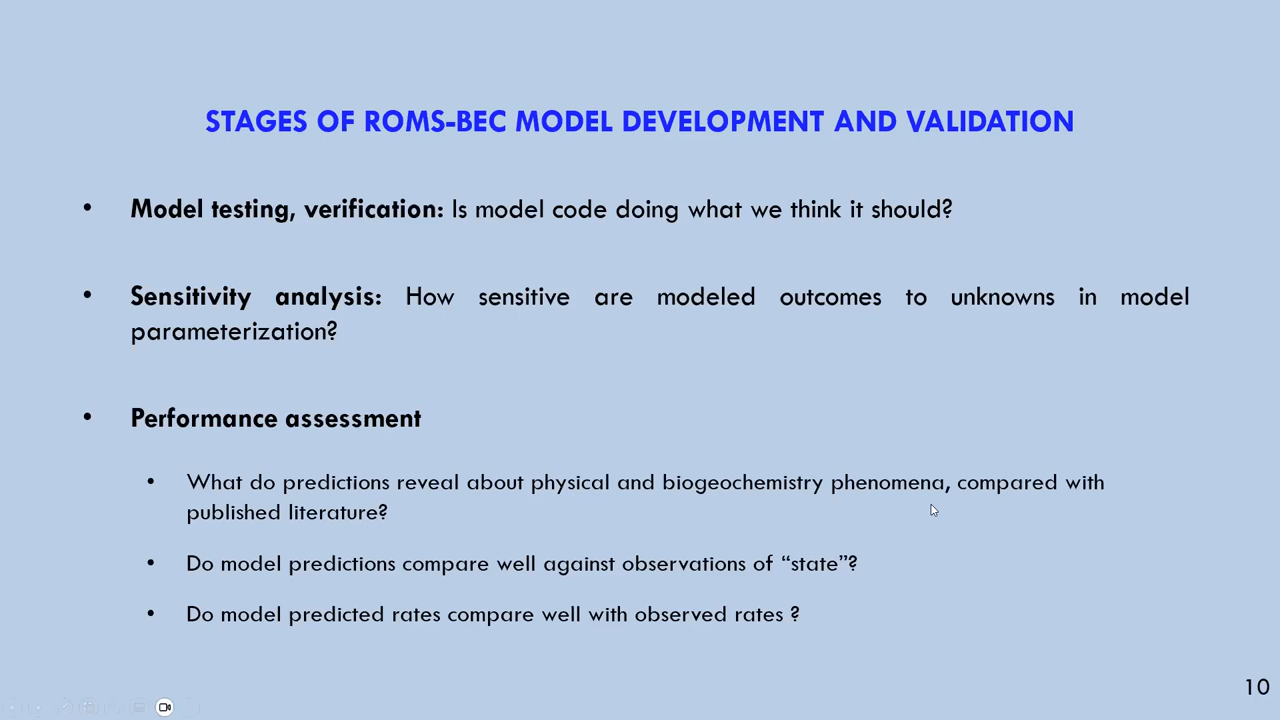 STAGES OF ROMS-BEC MODEL DEVELOPMENT AND VALIDATION
• Model testing, verification: Is model code doing what we think it should?
• Sensitivity analysis: How sensitive are modeled outcomes to unknowns in model
parameterization?
• Performance assessment
• What do predictions reveal about physical and biogeochemistry phenomena, compared with
published literature?
• Do model predictions compare well against observations of “state”?
• Do model predicted rates compare well with observed rates ?
10